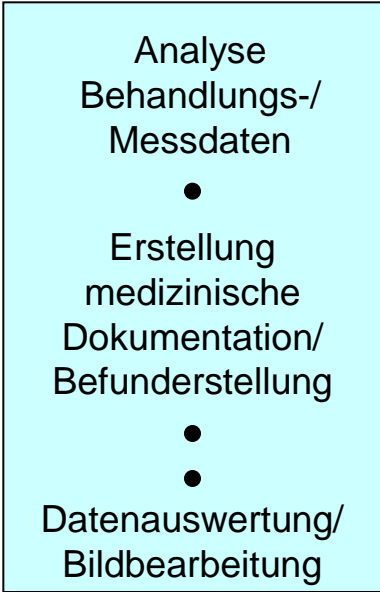 Analyse
Behandlungs-/
Messdaten
●
Erstellung
medizinische
Dokumentation/
Befunderstellung
●
●
Datenauswertung/
Bildbearbeitung